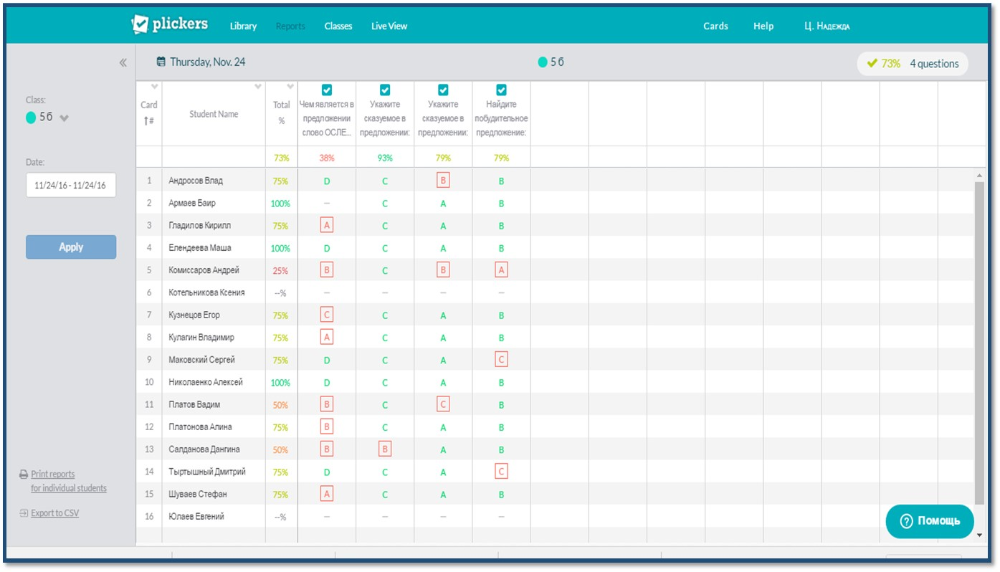 plickers Library Reports Classes Live View Cards Help Ц. Надежда
Thursday, Nov. 24 5 б 73% 4 questions
Class:
5 б
Date:
11/24/16 - 11/24/16
Apply
Print reports
for individual students
Export to CSV
Card # Student Name Total %
Чем является в предложении слово ОСЛЕ...
Укажите сказуемое в предложении:
Укажите сказуемое в предложении:
Найдите побудительное предложение:
73% 38% 93% 79% 79%
1 Андросов Влад 75% D C B B
2 Армаев Баир 100% – C A B
3 Гладилов Кирилл 75% A C A B
4 Елендеева Маша 100% D C A B
5 Комиссаров Андрей 25% B C B A
6 Котельникова Ксения --% – – – –
7 Кузнецов Егор 75% C C A B
8 Кулагин Владимир 75% A C A B
9 Маковский Сергей 75% D C A C
10 Николаенко Алексей 100% D C A B
11 Платов Вадим 50% B C C B
12 Платонова Алина 75% B C A B
13 Салданова Дангина 50% B B A B
14 Тыртышный Дмитрий 75% D C A C
15 Шуваев Стефан 75% A C A B
16 Юлаев Евгений --% – – – –
Помощь